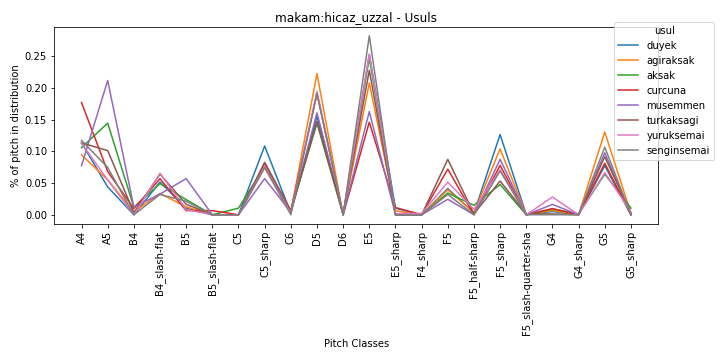 makam:hicaz_uzzal - Usuls
% of pitch in distribution
0.25
0.20
0.15
0.10
0.05
0.00
usul
duyek
agiraksak
aksak
curcuna
musemmen
turkaksagi
yuruksemai
senginsemai
A4
A5
B4
B4_slash-flat
B5
B5_slash-flat
C5
C5_sharp
C6
D5
D6
E5
E5_sharp
F4_sharp
F5
F5_half-sharp
F5_sharp
F5_slash-quarter-sha
G4
G4_sharp
G5
G5_sharp
Pitch Classes